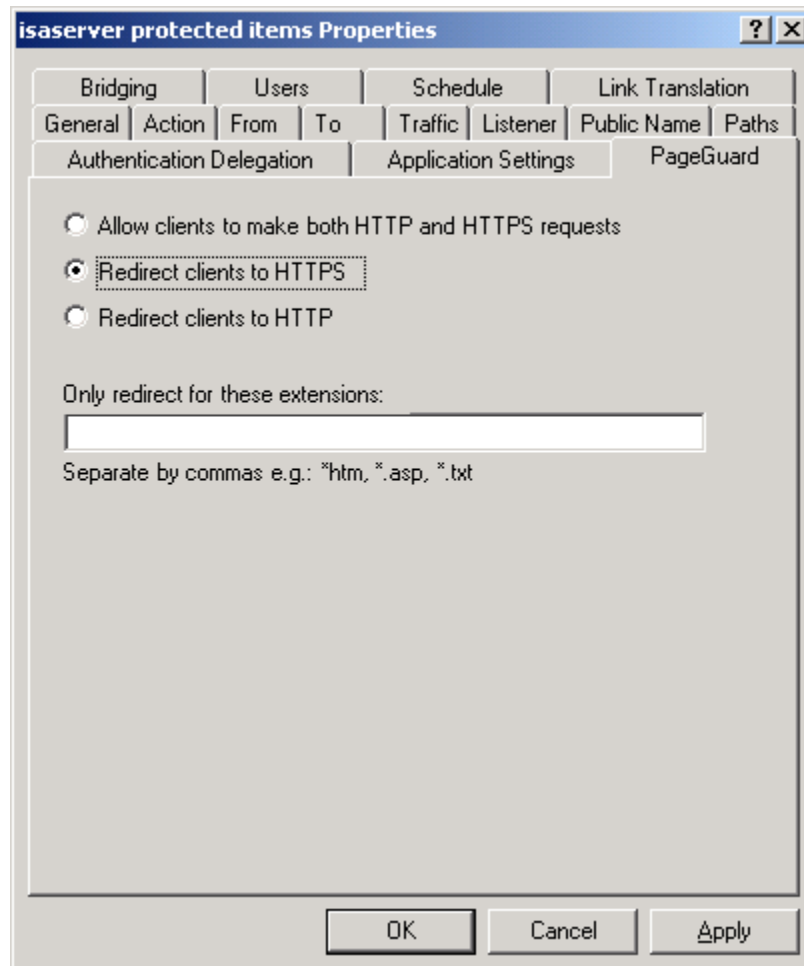 isaserver protected items Properties
Bridging Users Schedule Link Translation
General Action From To Traffic Listener Public Name Paths
Authentication Delegation Application Settings PageGuard
Allow clients to make both HTTP and HTTPS requests
Redirect clients to HTTPS
Redirect clients to HTTP
Only redirect for these extensions:
Separate by commas e.g.: *htm, *.asp, *.txt
OK Cancel Apply